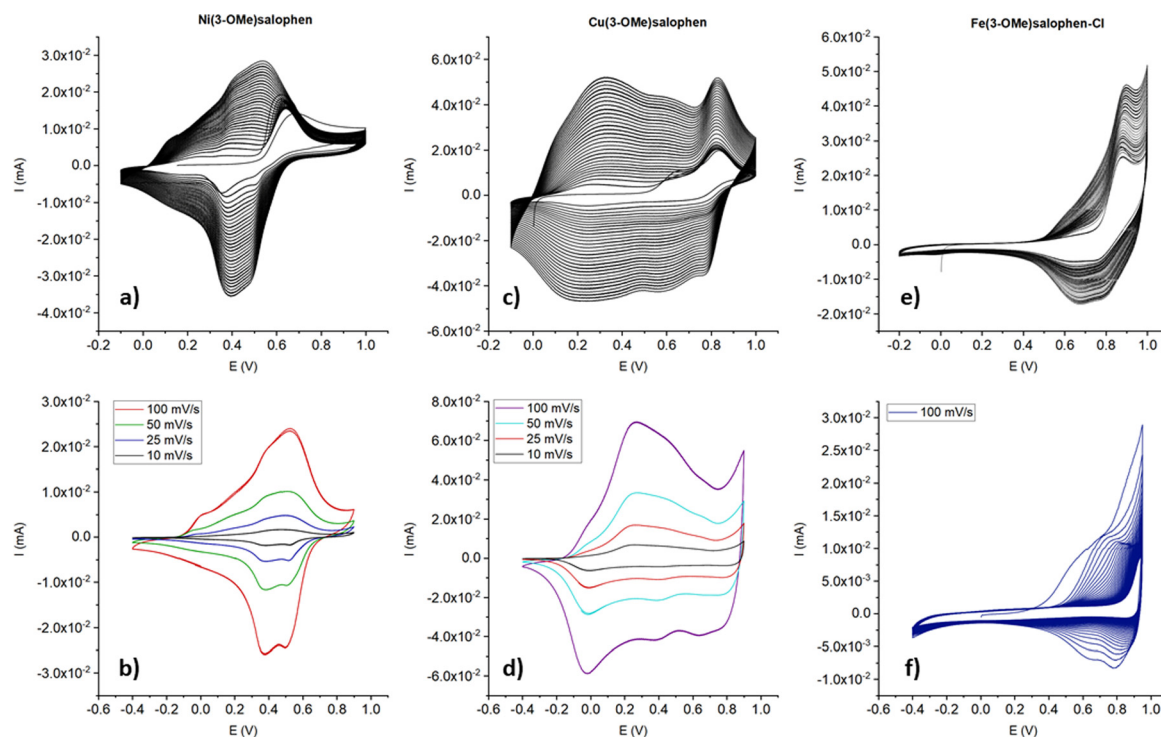 Ni(3-OMe)salophen
3.0x10⁻²
2.0x10⁻²
1.0x10⁻²
0.0
-1.0x10⁻²
-2.0x10⁻²
-3.0x10⁻²
-4.0x10⁻²
I (mA)
a)
-0.2 0.0 0.2 0.4 0.6 0.8 1.0
E (V)
Cu(3-OMe)salophen
6.0x10⁻²
4.0x10⁻²
2.0x10⁻²
0.0
-2.0x10⁻²
-4.0x10⁻²
-6.0x10⁻²
I (mA)
c)
-0.2 0.0 0.2 0.4 0.6 0.8 1.0
E (V)
Fe(3-OMe)salophen-Cl
6.0x10⁻²
5.0x10⁻²
4.0x10⁻²
3.0x10⁻²
2.0x10⁻²
1.0x10⁻²
0.0
-1.0x10⁻²
-2.0x10⁻²
I (mA)
e)
-0.2 0.0 0.2 0.4 0.6 0.8 1.0
E (V)
100 mV/s
50 mV/s
25 mV/s
10 mV/s
3.0x10⁻²
2.0x10⁻²
1.0x10⁻²
0.0
-1.0x10⁻²
-2.0x10⁻²
-3.0x10⁻²
I (mA)
b)
-0.6 -0.4 -0.2 0.0 0.2 0.4 0.6 0.8 1.0
E (V)
100 mV/s
50 mV/s
25 mV/s
10 mV/s
8.0x10⁻²
6.0x10⁻²
4.0x10⁻²
2.0x10⁻²
0.0
-2.0x10⁻²
-4.0x10⁻²
-6.0x10⁻²
I (mA)
d)
-0.6 -0.4 -0.2 0.0 0.2 0.4 0.6 0.8 1.0
E (V)
100 mV/s
3.0x10⁻²
2.5x10⁻²
2.0x10⁻²
1.5x10⁻²
1.0x10⁻²
5.0x10⁻³
0.0
-5.0x10⁻³
-1.0x10⁻²
I (mA)
f)
-0.6 -0.4 -0.2 0.0 0.2 0.4 0.6 0.8 1.0
E (V)